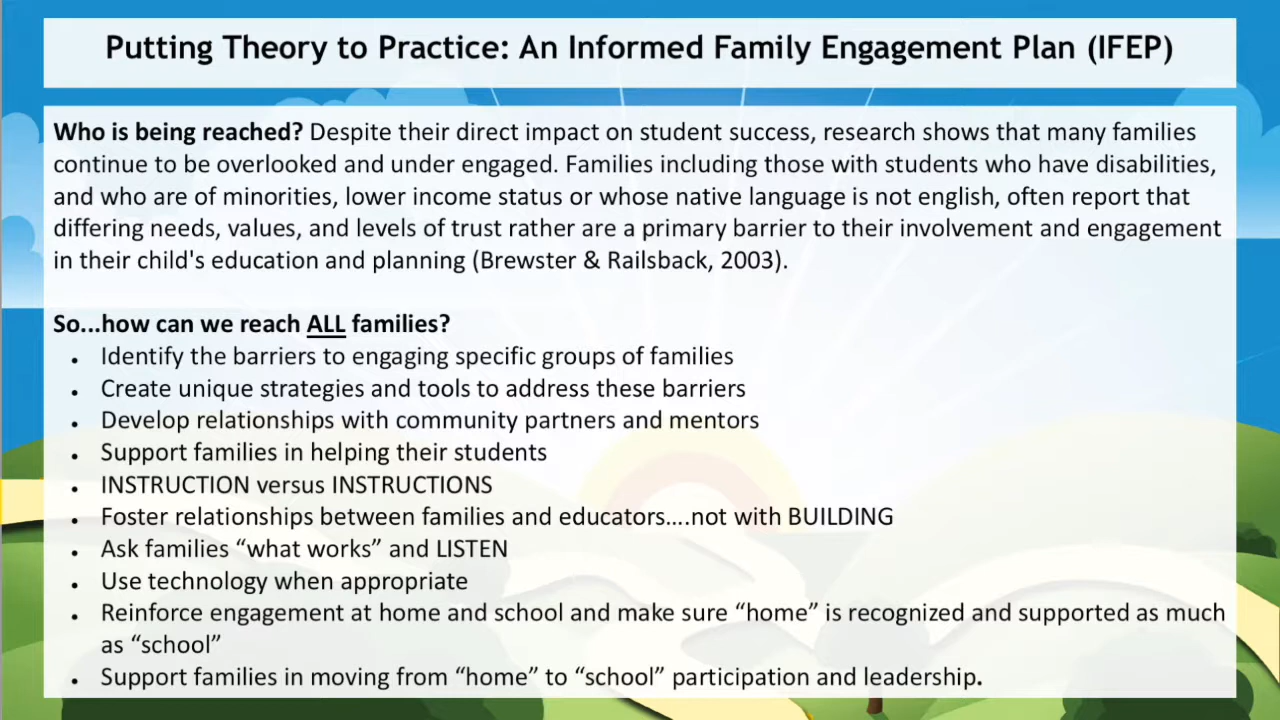 Putting Theory to Practice: An Informed Family Engagement Plan (IFEP)
Who is being reached? Despite their direct impact on student success, research shows that many families
continue to be overlooked and under engaged. Families including those with students who have disabilities,
and who are of minorities, lower income status or whose native language is not english, often report that
differing needs, values, and levels of trust rather are a primary barrier to their involvement and engagement
in their child's education and planning (Brewster & Railsback, 2003).
So...how can we reach ALL families?
• Identify the barriers to engaging specific groups of families
• Create unique strategies and tools to address these barriers
• Develop relationships with community partners and mentors
• Support families in helping their students
• INSTRUCTION versus INSTRUCTIONS
• Foster relationships between families and educators....not with BUILDING
• Ask families “what works” and LISTEN
• Use technology when appropriate
• Reinforce engagement at home and school and make sure “home” is recognized and supported as much
as “school”
• Support families in moving from “home” to “school” participation and leadership.